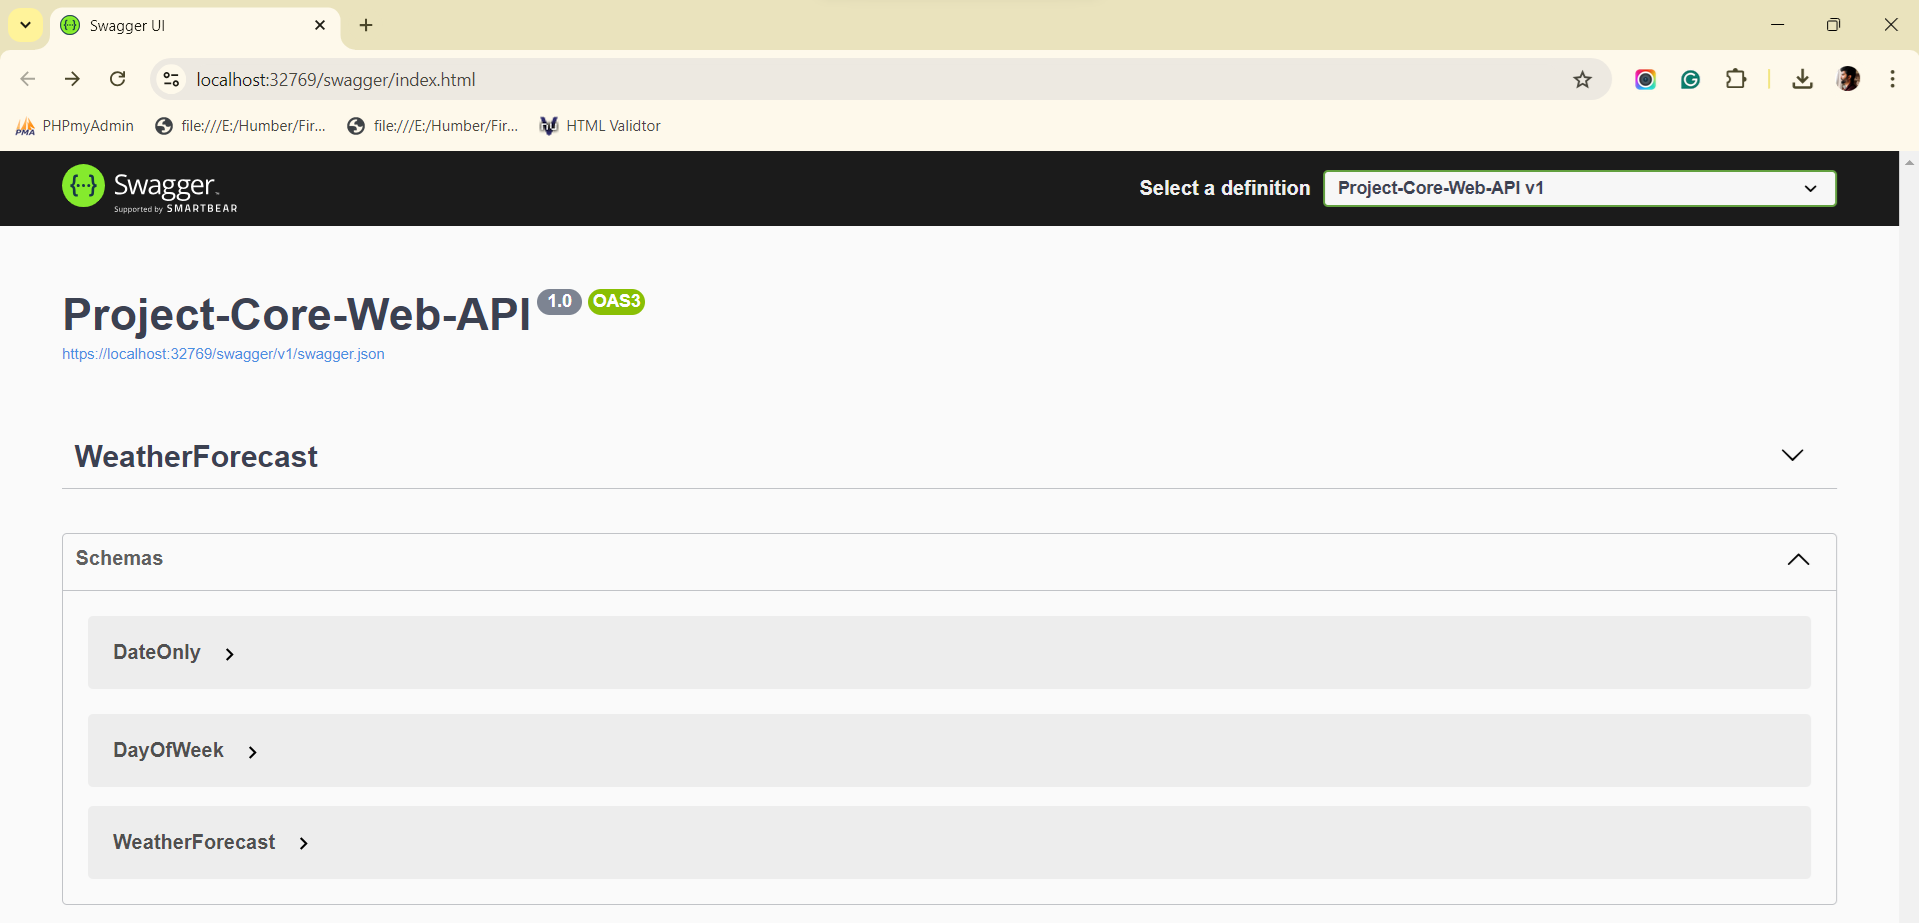 Swagger UI
localhost:32769/swagger/index.html
PHPmyAdmin
file:///E:/Humber/Fir...
file:///E:/Humber/Fir...
HTML Validtor
Swagger
Supported by SMARTBEAR
Select a definition
Project-Core-Web-API v1
Project-Core-Web-API 1.0 OAS3
https://localhost:32769/swagger/v1/swagger.json
WeatherForecast
Schemas
DateOnly
DayOfWeek
WeatherForecast